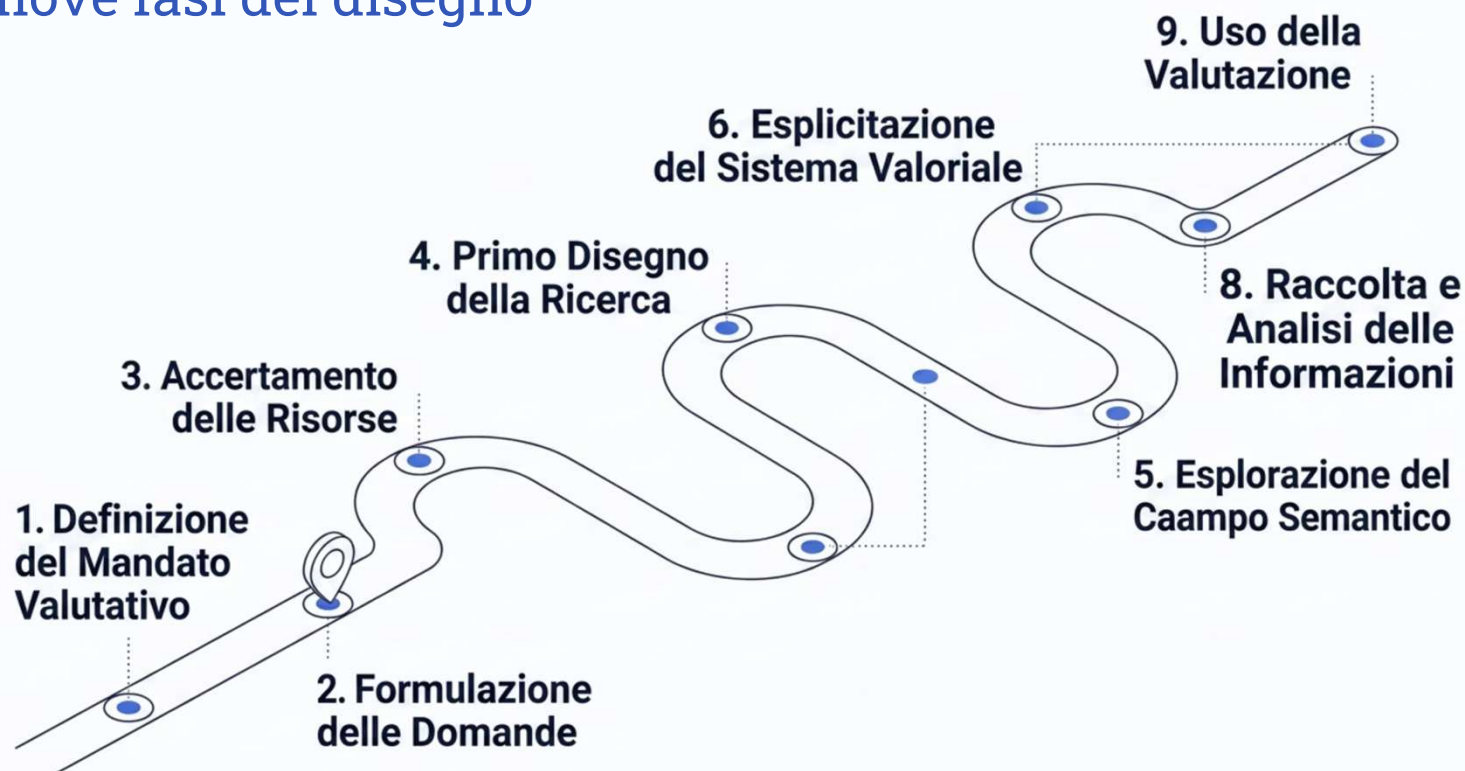 nove fasi del disegno
1. Definizione
del Mandato
Valutativo
2. Formulazione
delle Domande
3. Accertamento
delle Risorse
4. Primo Disegno
della Ricerca
5. Esplorazione del
Caampo Semantico
6. Esplicitazione
del Sistema Valoriale
8. Raccolta e
Analisi delle
Informazioni
9. Uso della
Valutazione